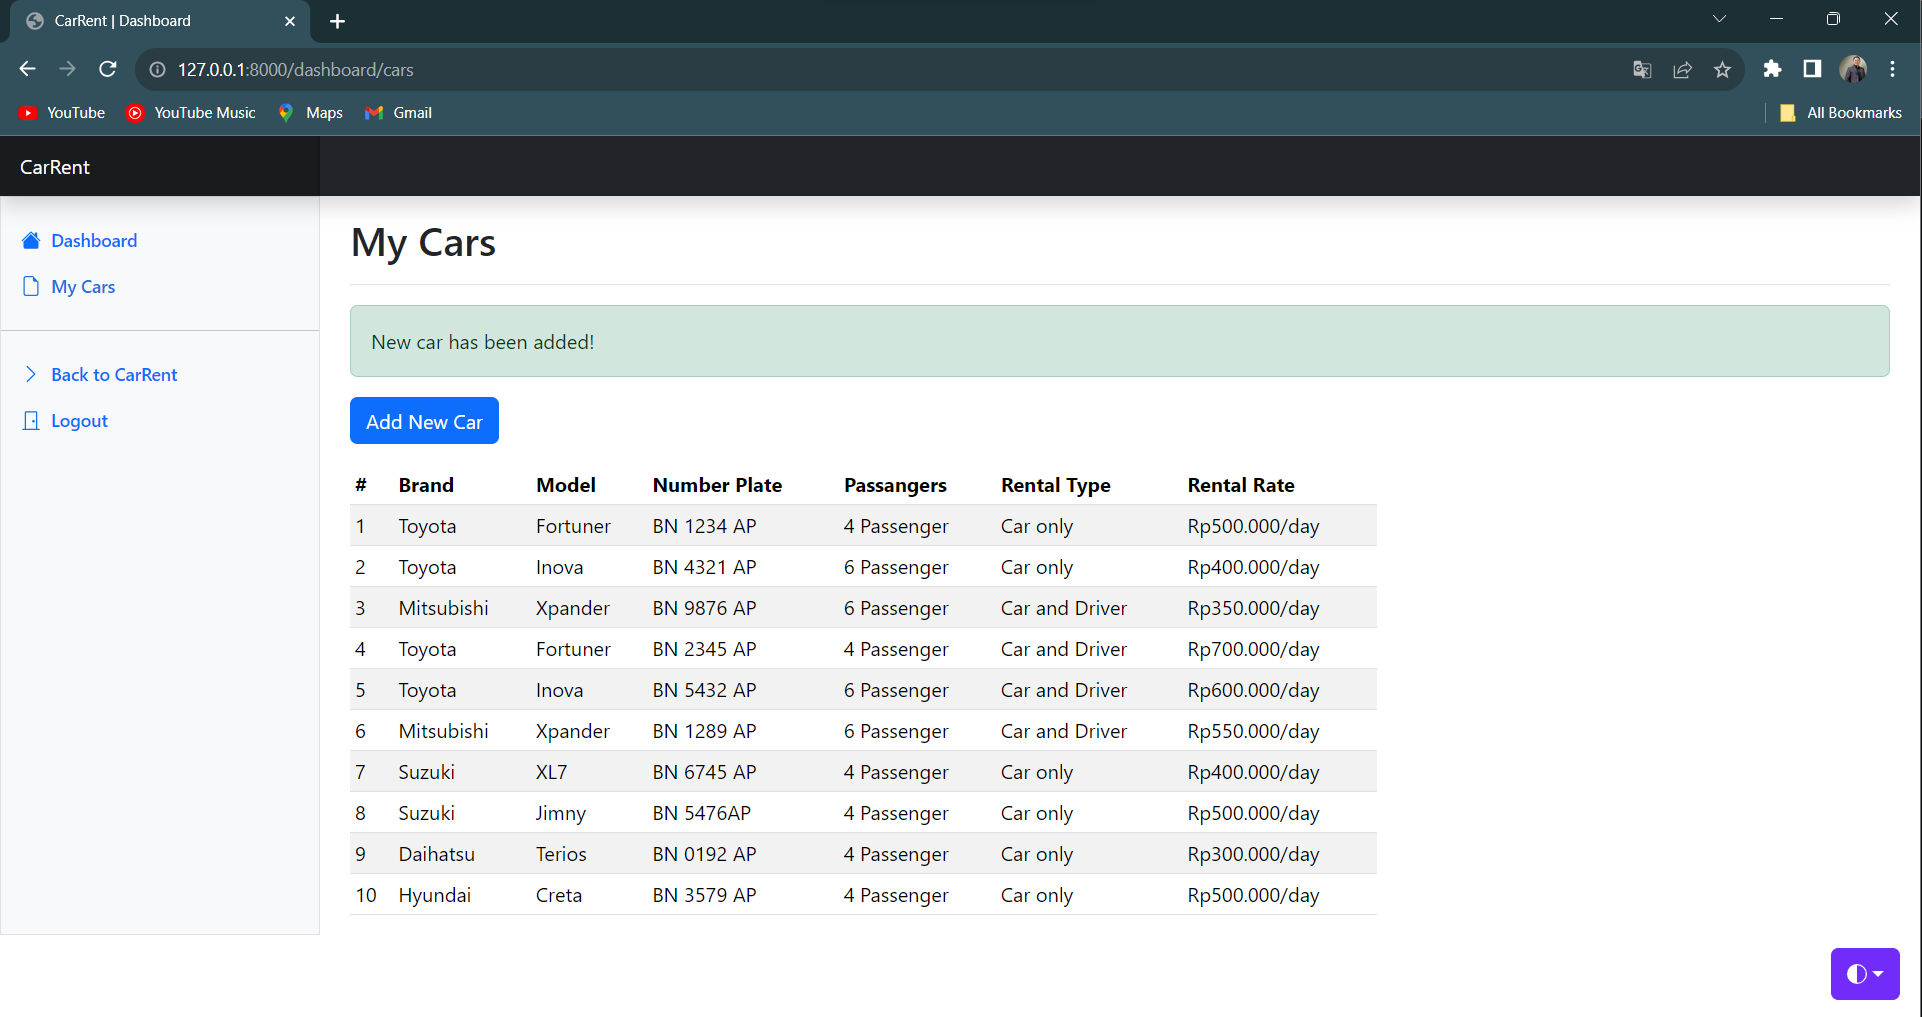 CarRent | Dashboard
127.0.0.1:8000/dashboard/cars
YouTube YouTube Music Maps Gmail All Bookmarks
CarRent
Dashboard
My Cars
Back to CarRent
Logout
My Cars
New car has been added!
Add New Car
# Brand Model Number Plate Passangers Rental Type Rental Rate
1 Toyota Fortuner BN 1234 AP 4 Passenger Car only Rp500.000/day
2 Toyota Inova BN 4321 AP 6 Passenger Car only Rp400.000/day
3 Mitsubishi Xpander BN 9876 AP 6 Passenger Car and Driver Rp350.000/day
4 Toyota Fortuner BN 2345 AP 4 Passenger Car and Driver Rp700.000/day
5 Toyota Inova BN 5432 AP 6 Passenger Car and Driver Rp600.000/day
6 Mitsubishi Xpander BN 1289 AP 6 Passenger Car and Driver Rp550.000/day
7 Suzuki XL7 BN 6745 AP 4 Passenger Car only Rp400.000/day
8 Suzuki Jimny BN 5476AP 4 Passenger Car only Rp500.000/day
9 Daihatsu Terios BN 0192 AP 4 Passenger Car only Rp300.000/day
10 Hyundai Creta BN 3579 AP 4 Passenger Car only Rp500.000/day